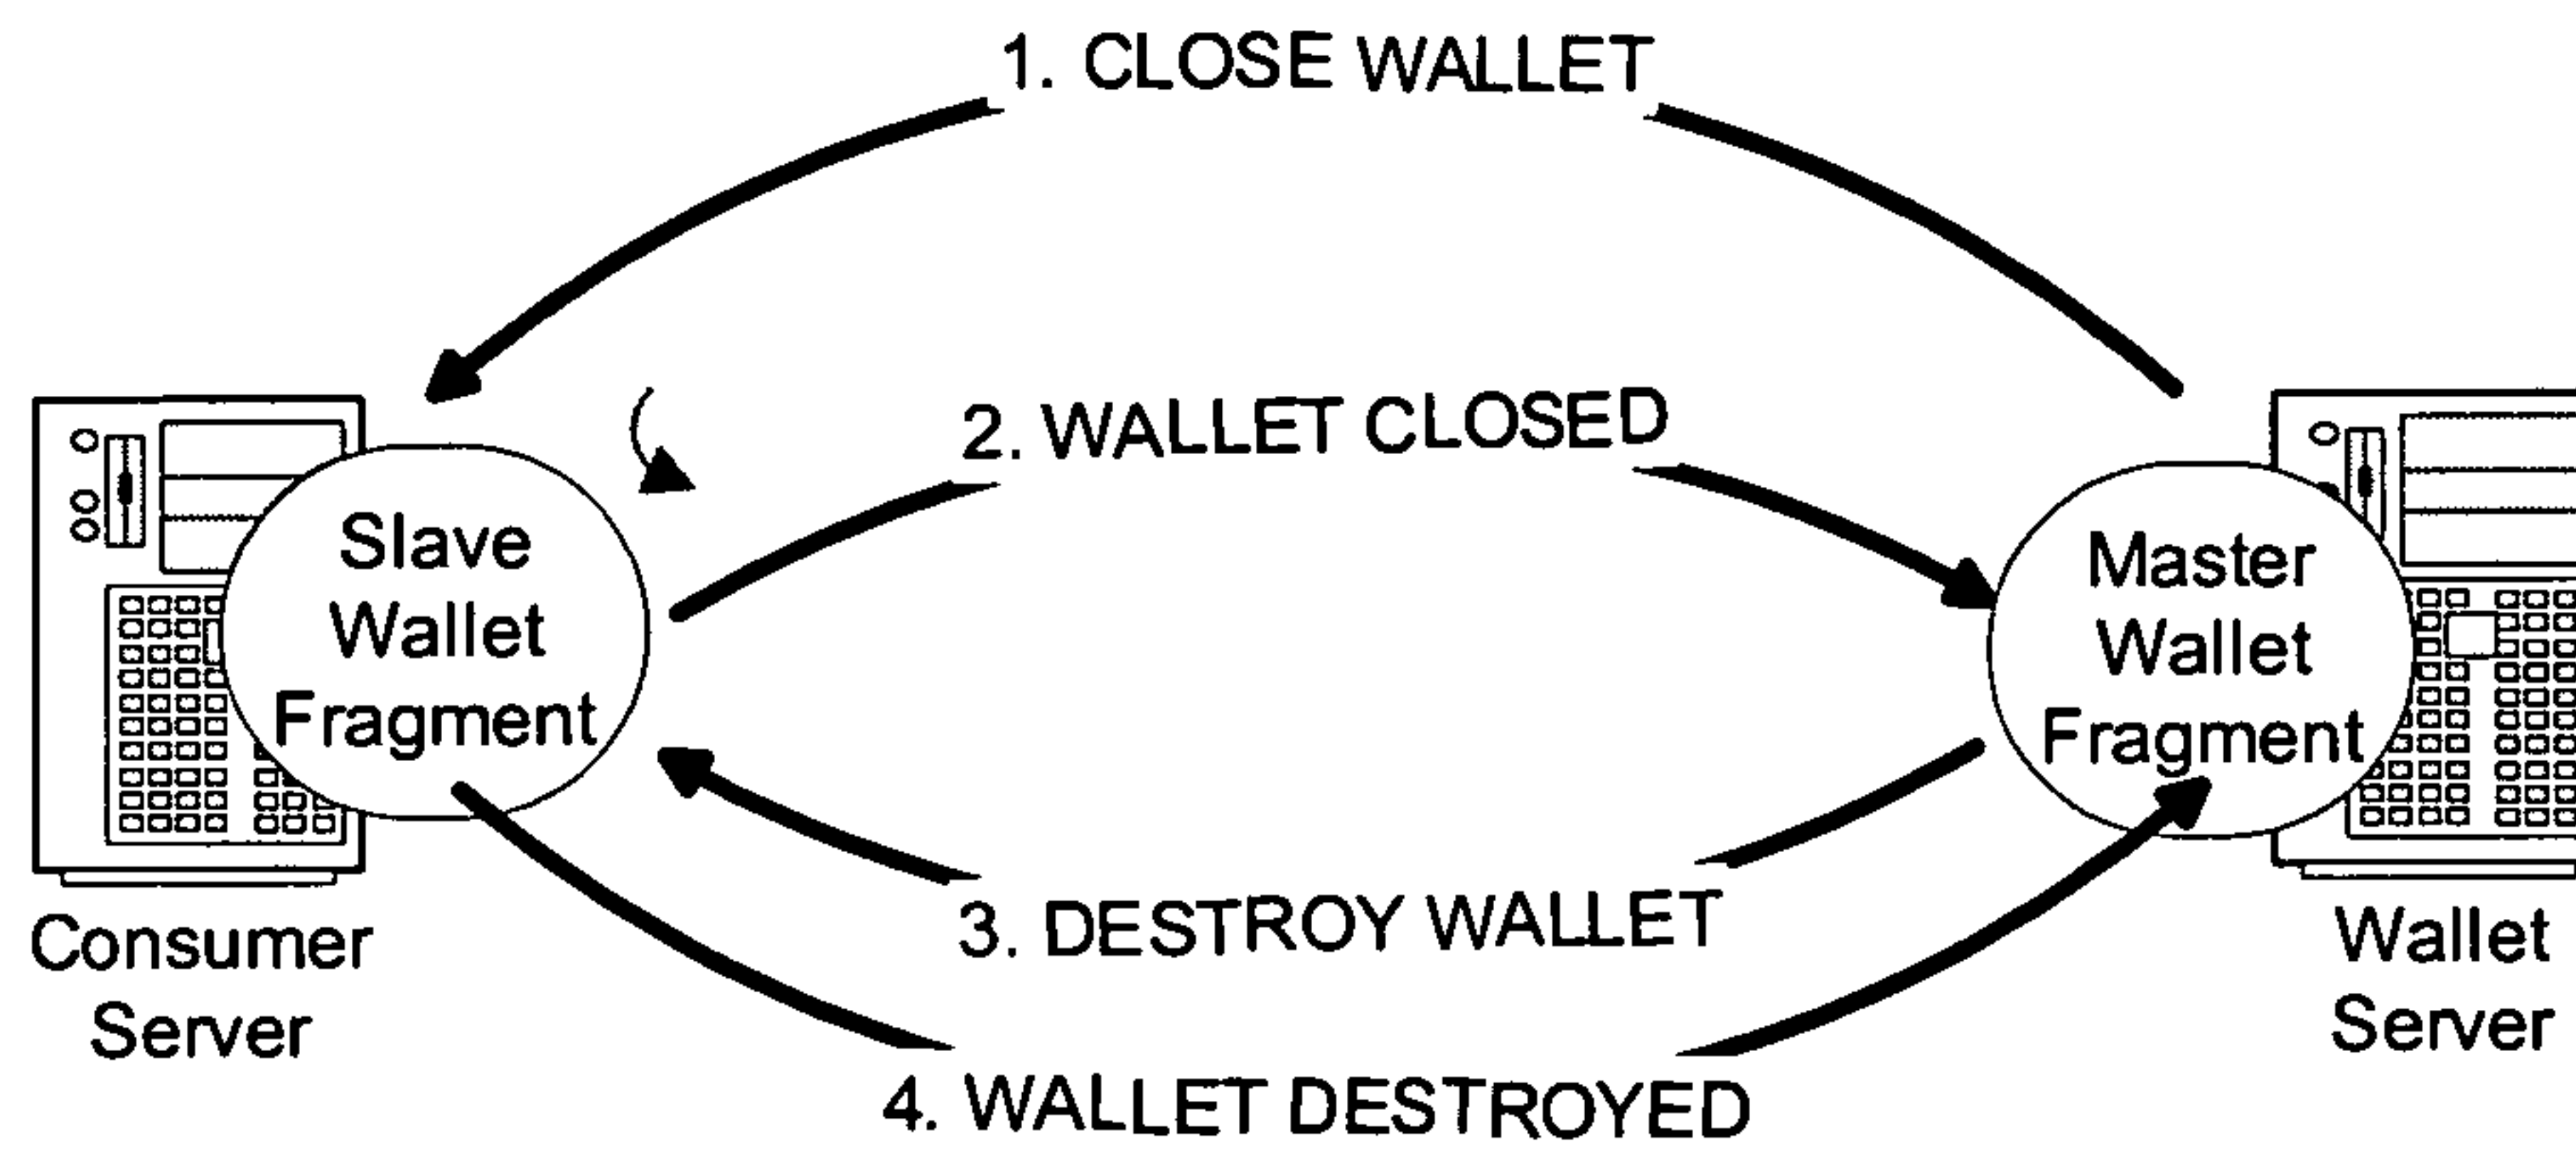 1. CLOSE WALLET
2. WALLET CLOSED
Slave
Wallet
Fragment
Master
Wallet
Fragment
3. DESTROY WALLET
Consumer
Server
Wallet
Server
4. WALLET DESTROYED